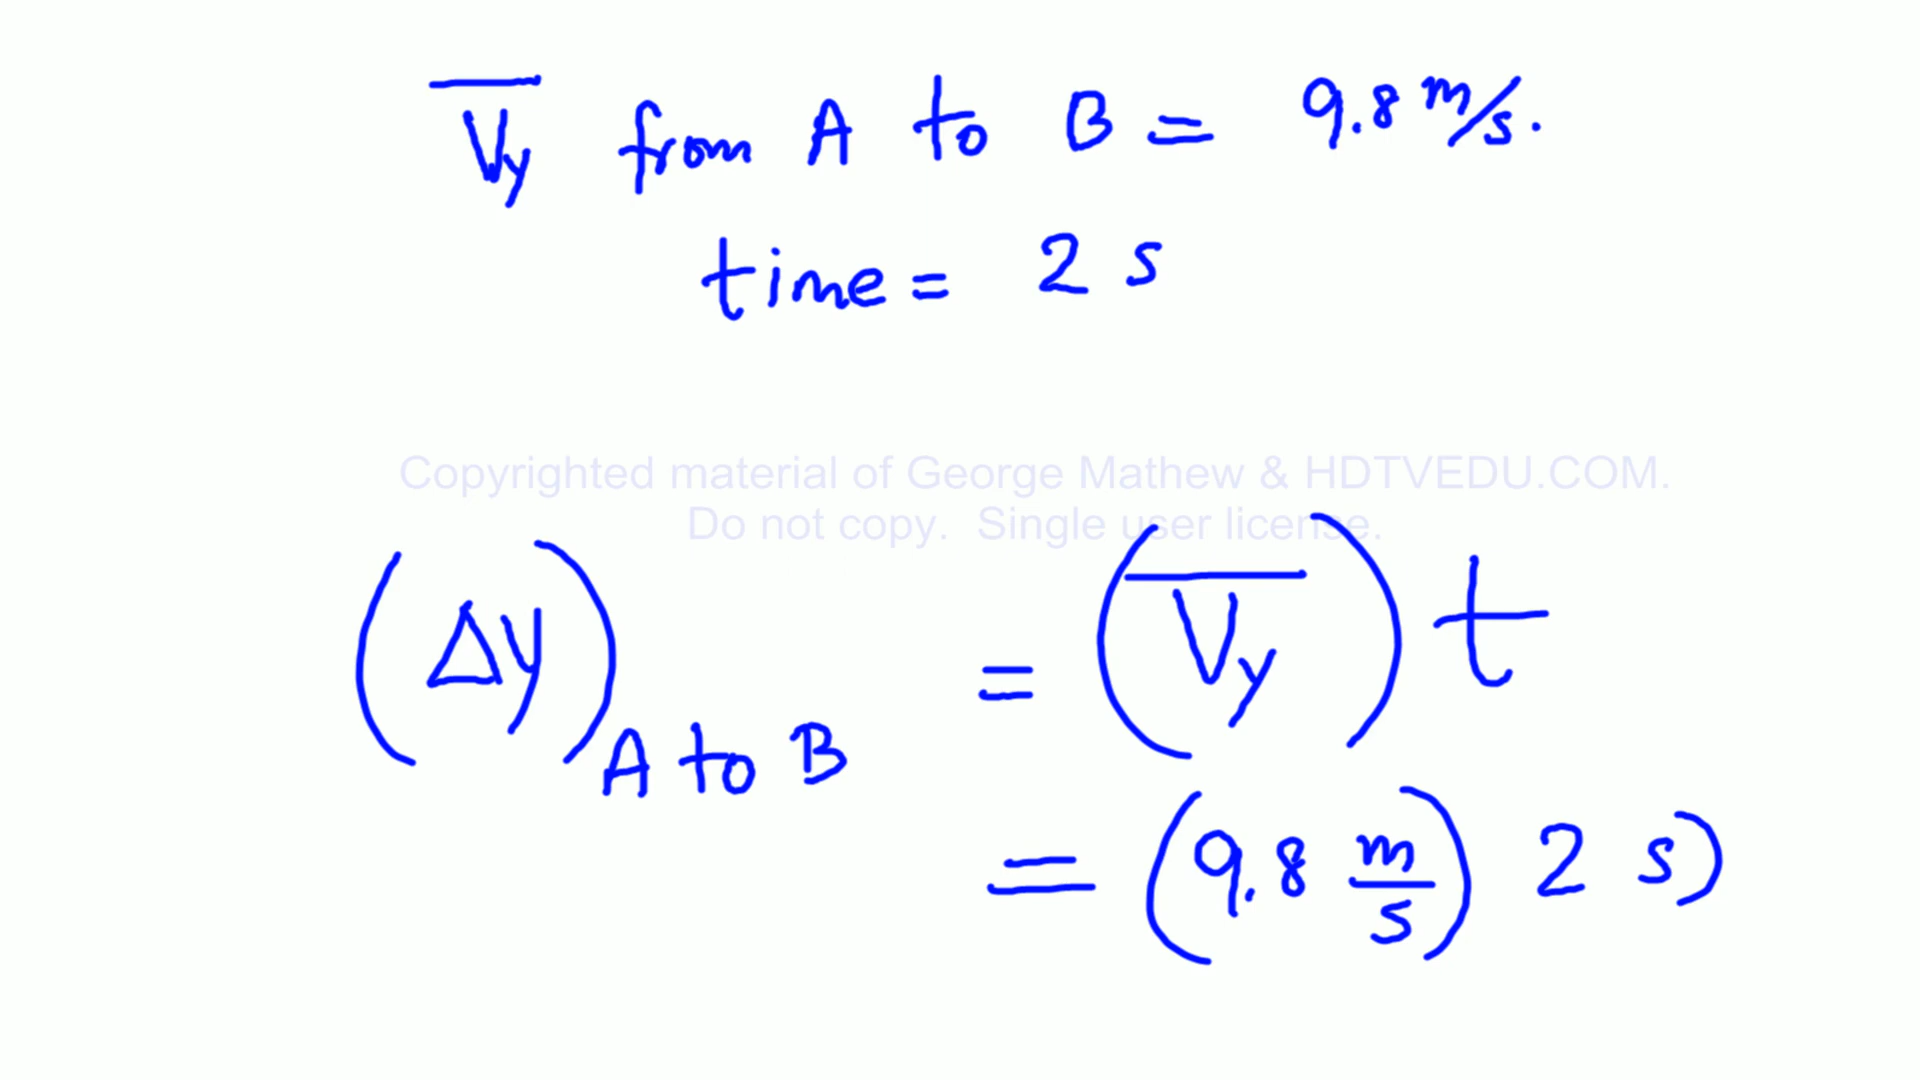 V̅y from A to B = 9.8 m/s.
time = 2 s
Copyrighted material of George Mathew & HDTVEDU.COM.
Do not copy. Single user license.
(Δy) A to B = (V̅y) t
= (9.8 m/s) 2 s)